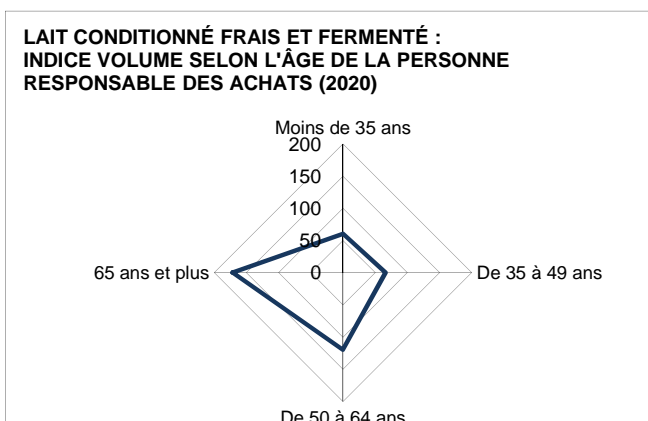 LAIT CONDITIONNÉ FRAIS ET FERMENTÉ :
INDICE VOLUME SELON L'ÂGE DE LA PERSONNE
RESPONSABLE DES ACHATS (2020)
Moins de 35 ans
200
150
100
50
65 ans et plus
0
De 35 à 49 ans
De 50 à 64 ans